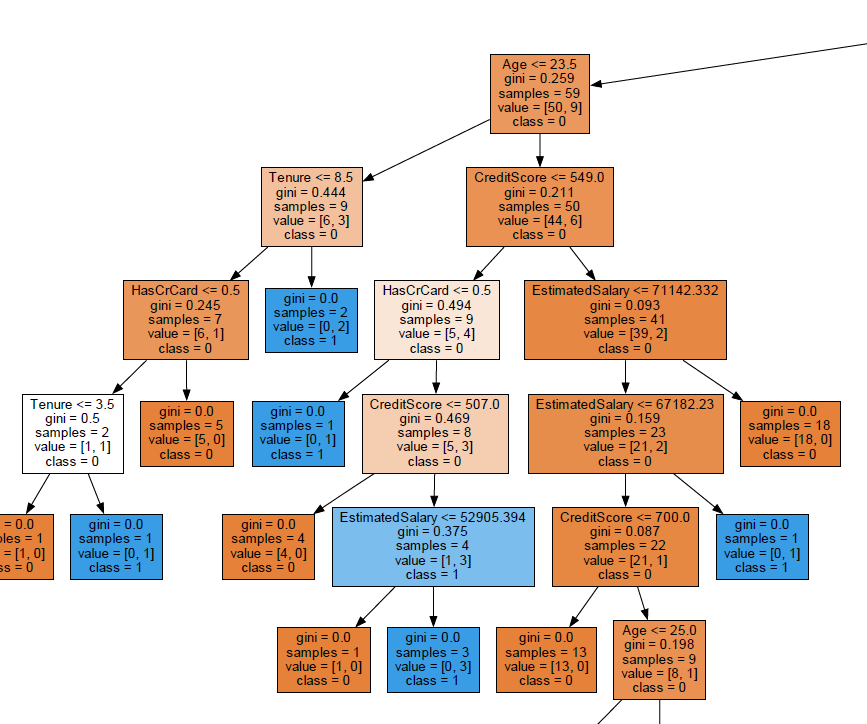 Age <= 23.5
gini = 0.259
samples = 59
value = [50, 9]
class = 0
Tenure <= 8.5
gini = 0.444
samples = 9
value = [6, 3]
class = 0
CreditScore <= 549.0
gini = 0.211
samples = 50
value = [44, 6]
class = 0
HasCrCard <= 0.5
gini = 0.245
samples = 7
value = [6, 1]
class = 0
gini = 0.0
samples = 2
value = [0, 2]
class = 1
HasCrCard <= 0.5
gini = 0.494
samples = 9
value = [5, 4]
class = 0
EstimatedSalary <= 71142.332
gini = 0.093
samples = 41
value = [39, 2]
class = 0
Tenure <= 3.5
gini = 0.5
samples = 2
value = [1, 1]
class = 0
gini = 0.0
samples = 5
value = [5, 0]
class = 0
gini = 0.0
samples = 1
value = [0, 1]
class = 1
CreditScore <= 507.0
gini = 0.469
samples = 8
value = [5, 3]
class = 0
EstimatedSalary <= 67182.23
gini = 0.159
samples = 23
value = [21, 2]
class = 0
gini = 0.0
samples = 18
value = [18, 0]
class = 0
= 0.0
ples = 1
= [1, 0]
ss = 0
gini = 0.0
samples = 1
value = [0, 1]
class = 1
gini = 0.0
samples = 4
value = [4, 0]
class = 0
EstimatedSalary <= 52905.394
gini = 0.375
samples = 4
value = [1, 3]
class = 1
CreditScore <= 700.0
gini = 0.087
samples = 22
value = [21, 1]
class = 0
gini = 0.0
samples = 1
value = [0, 1]
class = 1
gini = 0.0
samples = 1
value = [1, 0]
class = 0
gini = 0.0
samples = 3
value = [0, 3]
class = 1
gini = 0.0
samples = 13
value = [13, 0]
class = 0
Age <= 25.0
gini = 0.198
samples = 9
value = [8, 1]
class = 0